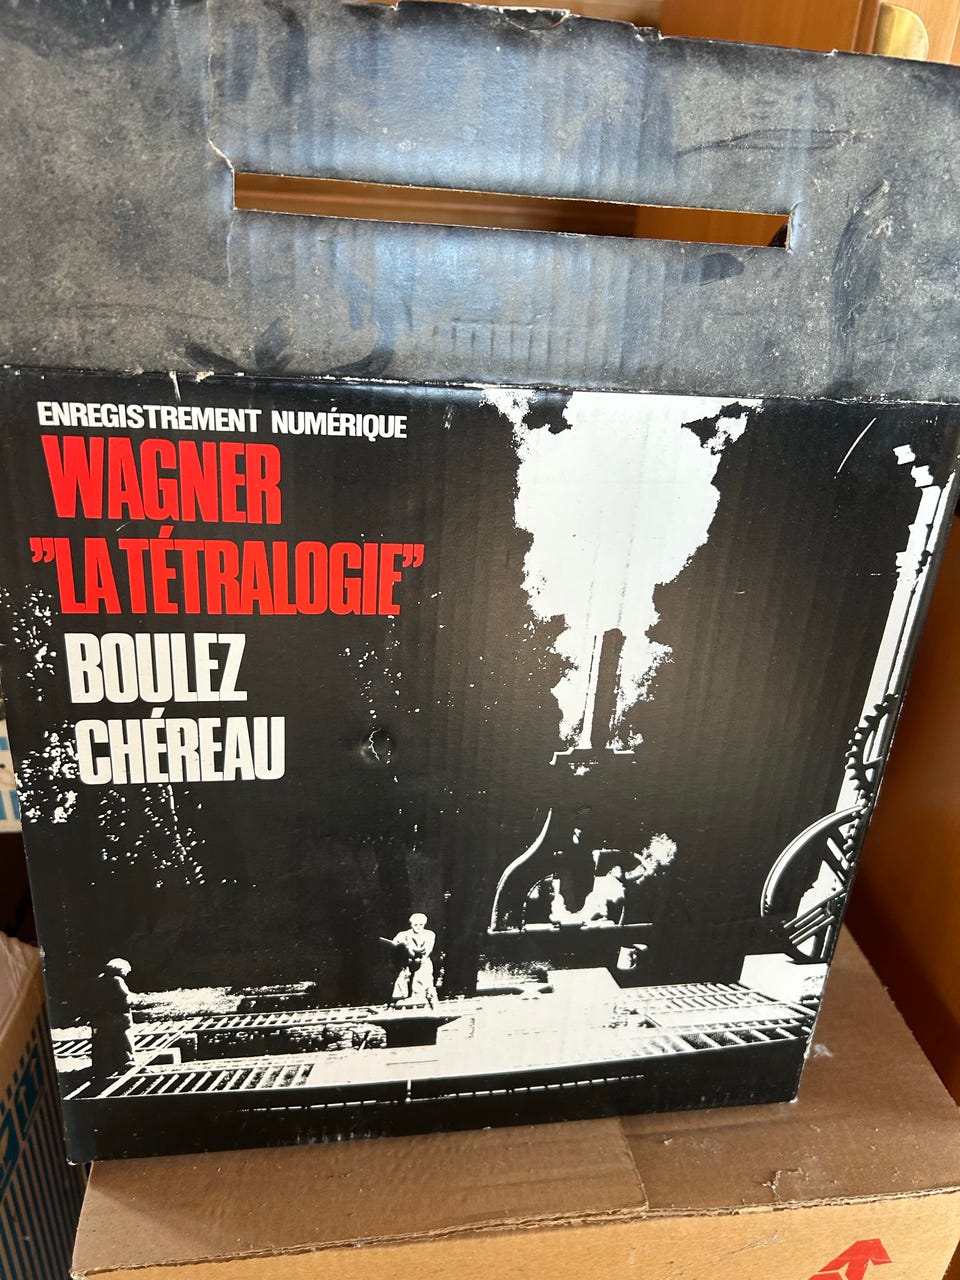 ENREGISTREMENT NUMÉRIQUE
WAGNER
"LA TÉTRALOGIE"
BOULEZ
CHÉREAU